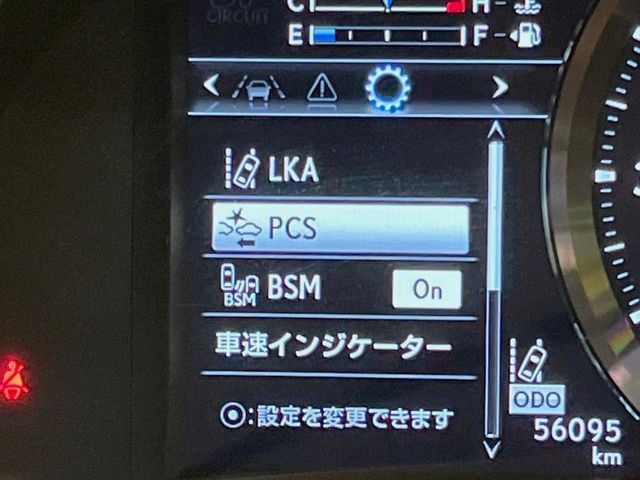 CIRCUIT
C H
E F
LKA
PCS
BSM BSM On
車速インジケーター
⦿:設定を変更できます
ODO
56095
km